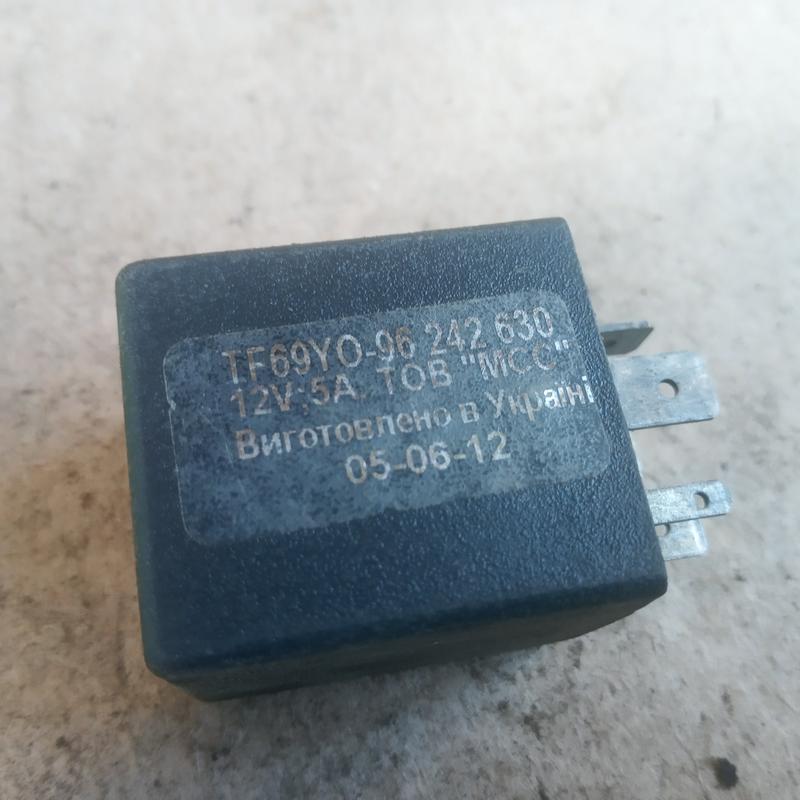 TF69YO-96 242 630
12V;5A. ТОВ "МСС"
Виготовлено в Україні
05-06-12